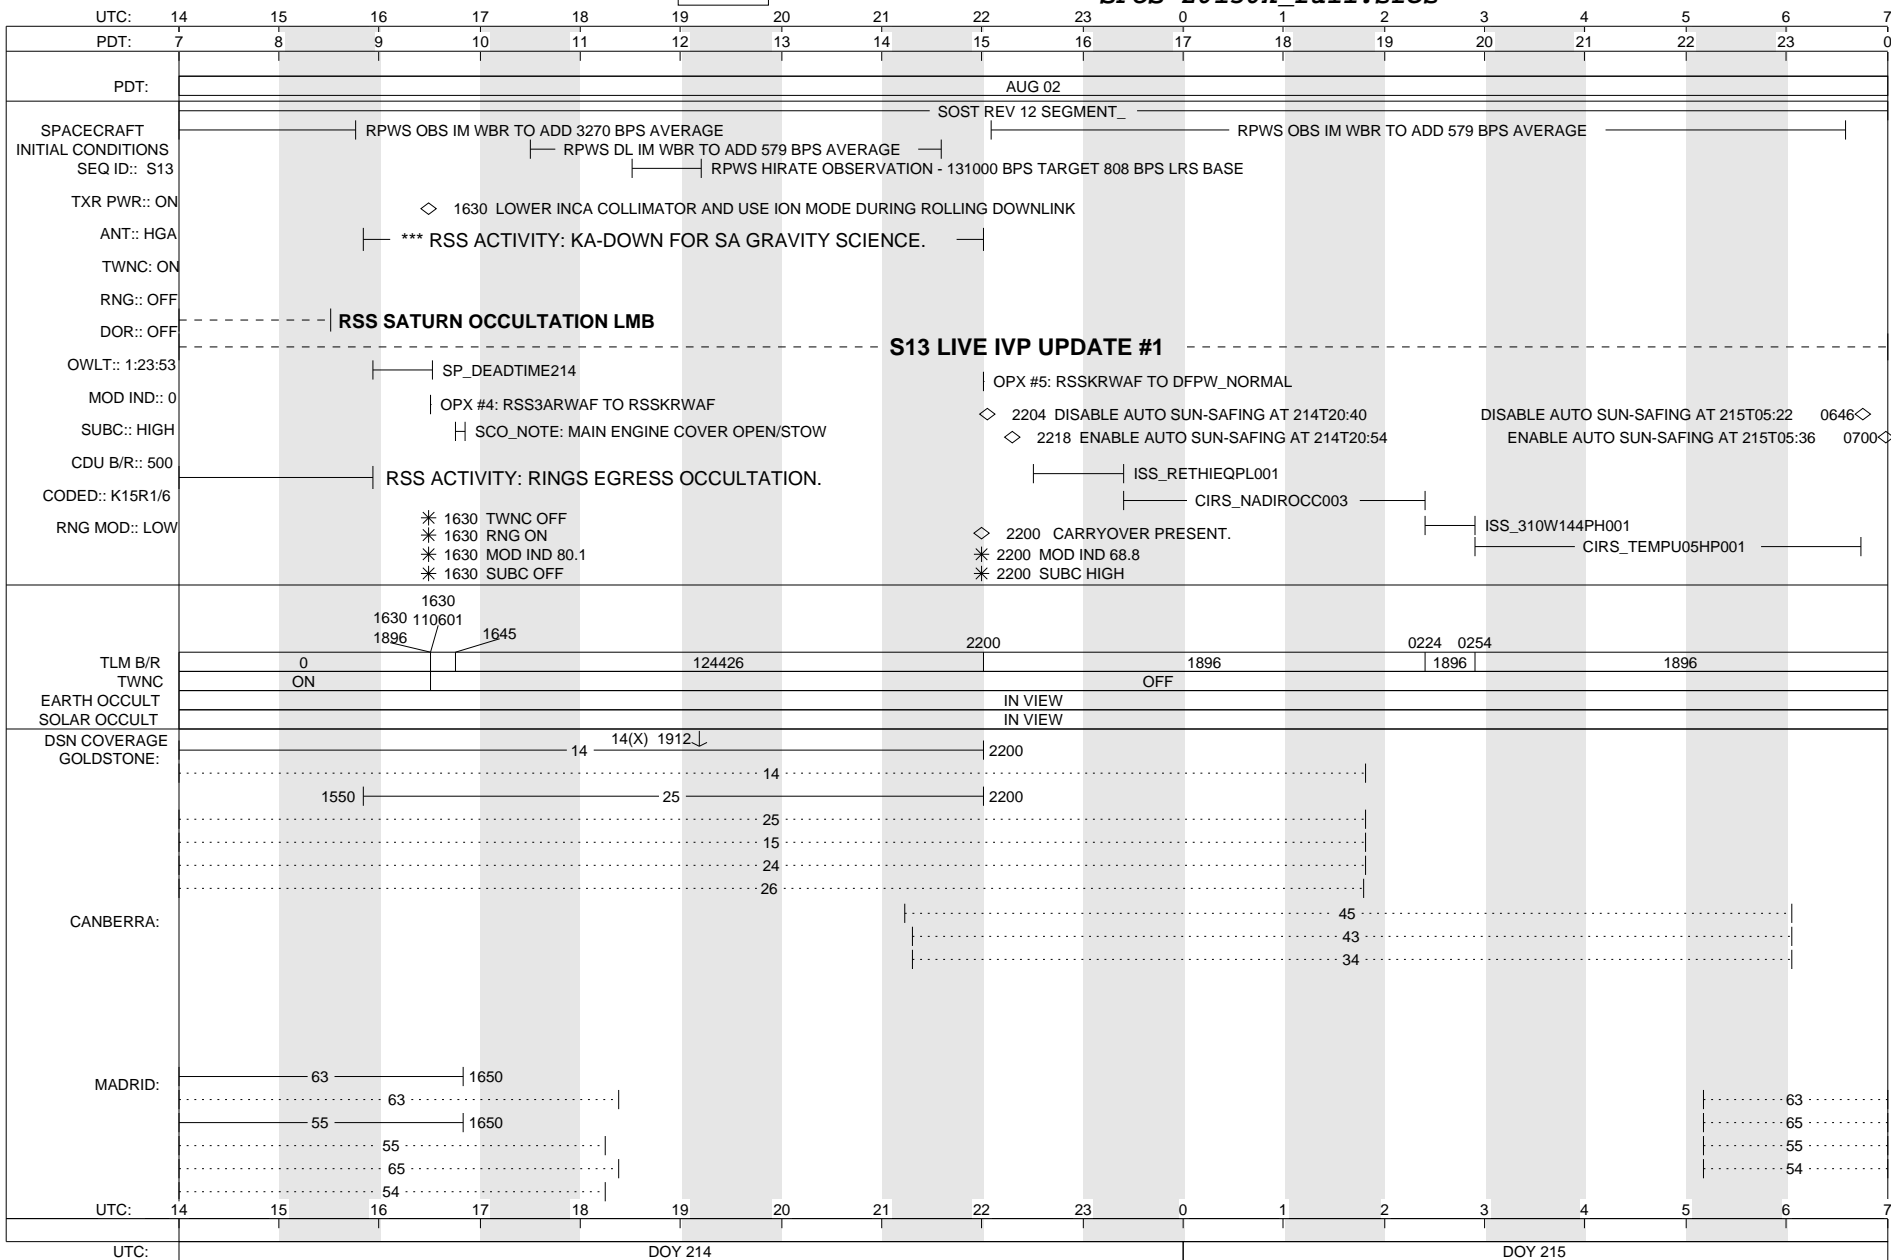 SFOS-20150A_Full.SFOS
UTC: 14 15 16 17 18 19 20 21 22 23 0 1 2 3 4 5 6 7
PDT: 7 8 9 10 11 12 13 14 15 16 17 18 19 20 21 22 23 0
PDT: AUG 02
SOST REV 12 SEGMENT_
SPACECRAFT RPWS OBS IM WBR TO ADD 3270 BPS AVERAGE RPWS OBS IM WBR TO ADD 579 BPS AVERAGE
INITIAL CONDITIONS RPWS DL IM WBR TO ADD 579 BPS AVERAGE
SEQ ID:: S13 RPWS HIRATE OBSERVATION - 131000 BPS TARGET 808 BPS LRS BASE
TXR PWR:: ON 1630 LOWER INCA COLLIMATOR AND USE ION MODE DURING ROLLING DOWNLINK
ANT:: HGA *** RSS ACTIVITY: KA-DOWN FOR SA GRAVITY SCIENCE.
TWNC: ON
RNG:: OFF
RSS SATURN OCCULTATION LMB
DOR:: OFF
S13 LIVE IVP UPDATE #1
OWLT:: 1:23:53 SP_DEADTIME214
OPX #5: RSSKRWAF TO DFPW_NORMAL
MOD IND:: 0 OPX #4: RSS3ARWAF TO RSSKRWAF
2204 DISABLE AUTO SUN-SAFING AT 214T20:40 DISABLE AUTO SUN-SAFING AT 215T05:22 0646
SUBC:: HIGH SCO_NOTE: MAIN ENGINE COVER OPEN/STOW
2218 ENABLE AUTO SUN-SAFING AT 214T20:54 ENABLE AUTO SUN-SAFING AT 215T05:36 0700
CDU B/R:: 500
RSS ACTIVITY: RINGS EGRESS OCCULTATION. ISS_RETHIEQPL001
CODED:: K15R1/6 CIRS_NADIROCC003
RNG MOD:: LOW 1630 TWNC OFF ISS_310W144PH001
1630 RNG ON 2200 CARRYOVER PRESENT.
CIRS_TEMPU05HP001
1630 MOD IND 80.1 2200 MOD IND 68.8
1630 SUBC OFF 2200 SUBC HIGH
1630
1630 110601
1896 1645 2200 0224 0254
TLM B/R 0 124426 1896 1896 1896
TWNC ON OFF
EARTH OCCULT IN VIEW
SOLAR OCCULT IN VIEW
DSN COVERAGE 14(X) 1912
GOLDSTONE: 14 2200
14
1550 25 2200
25
15
24
26
CANBERRA: 45
43
34
MADRID: 63 1650
63 63
55 1650 65
55 55
65 54
54
UTC: 14 15 16 17 18 19 20 21 22 23 0 1 2 3 4 5 6 7
UTC: DOY 214 DOY 215